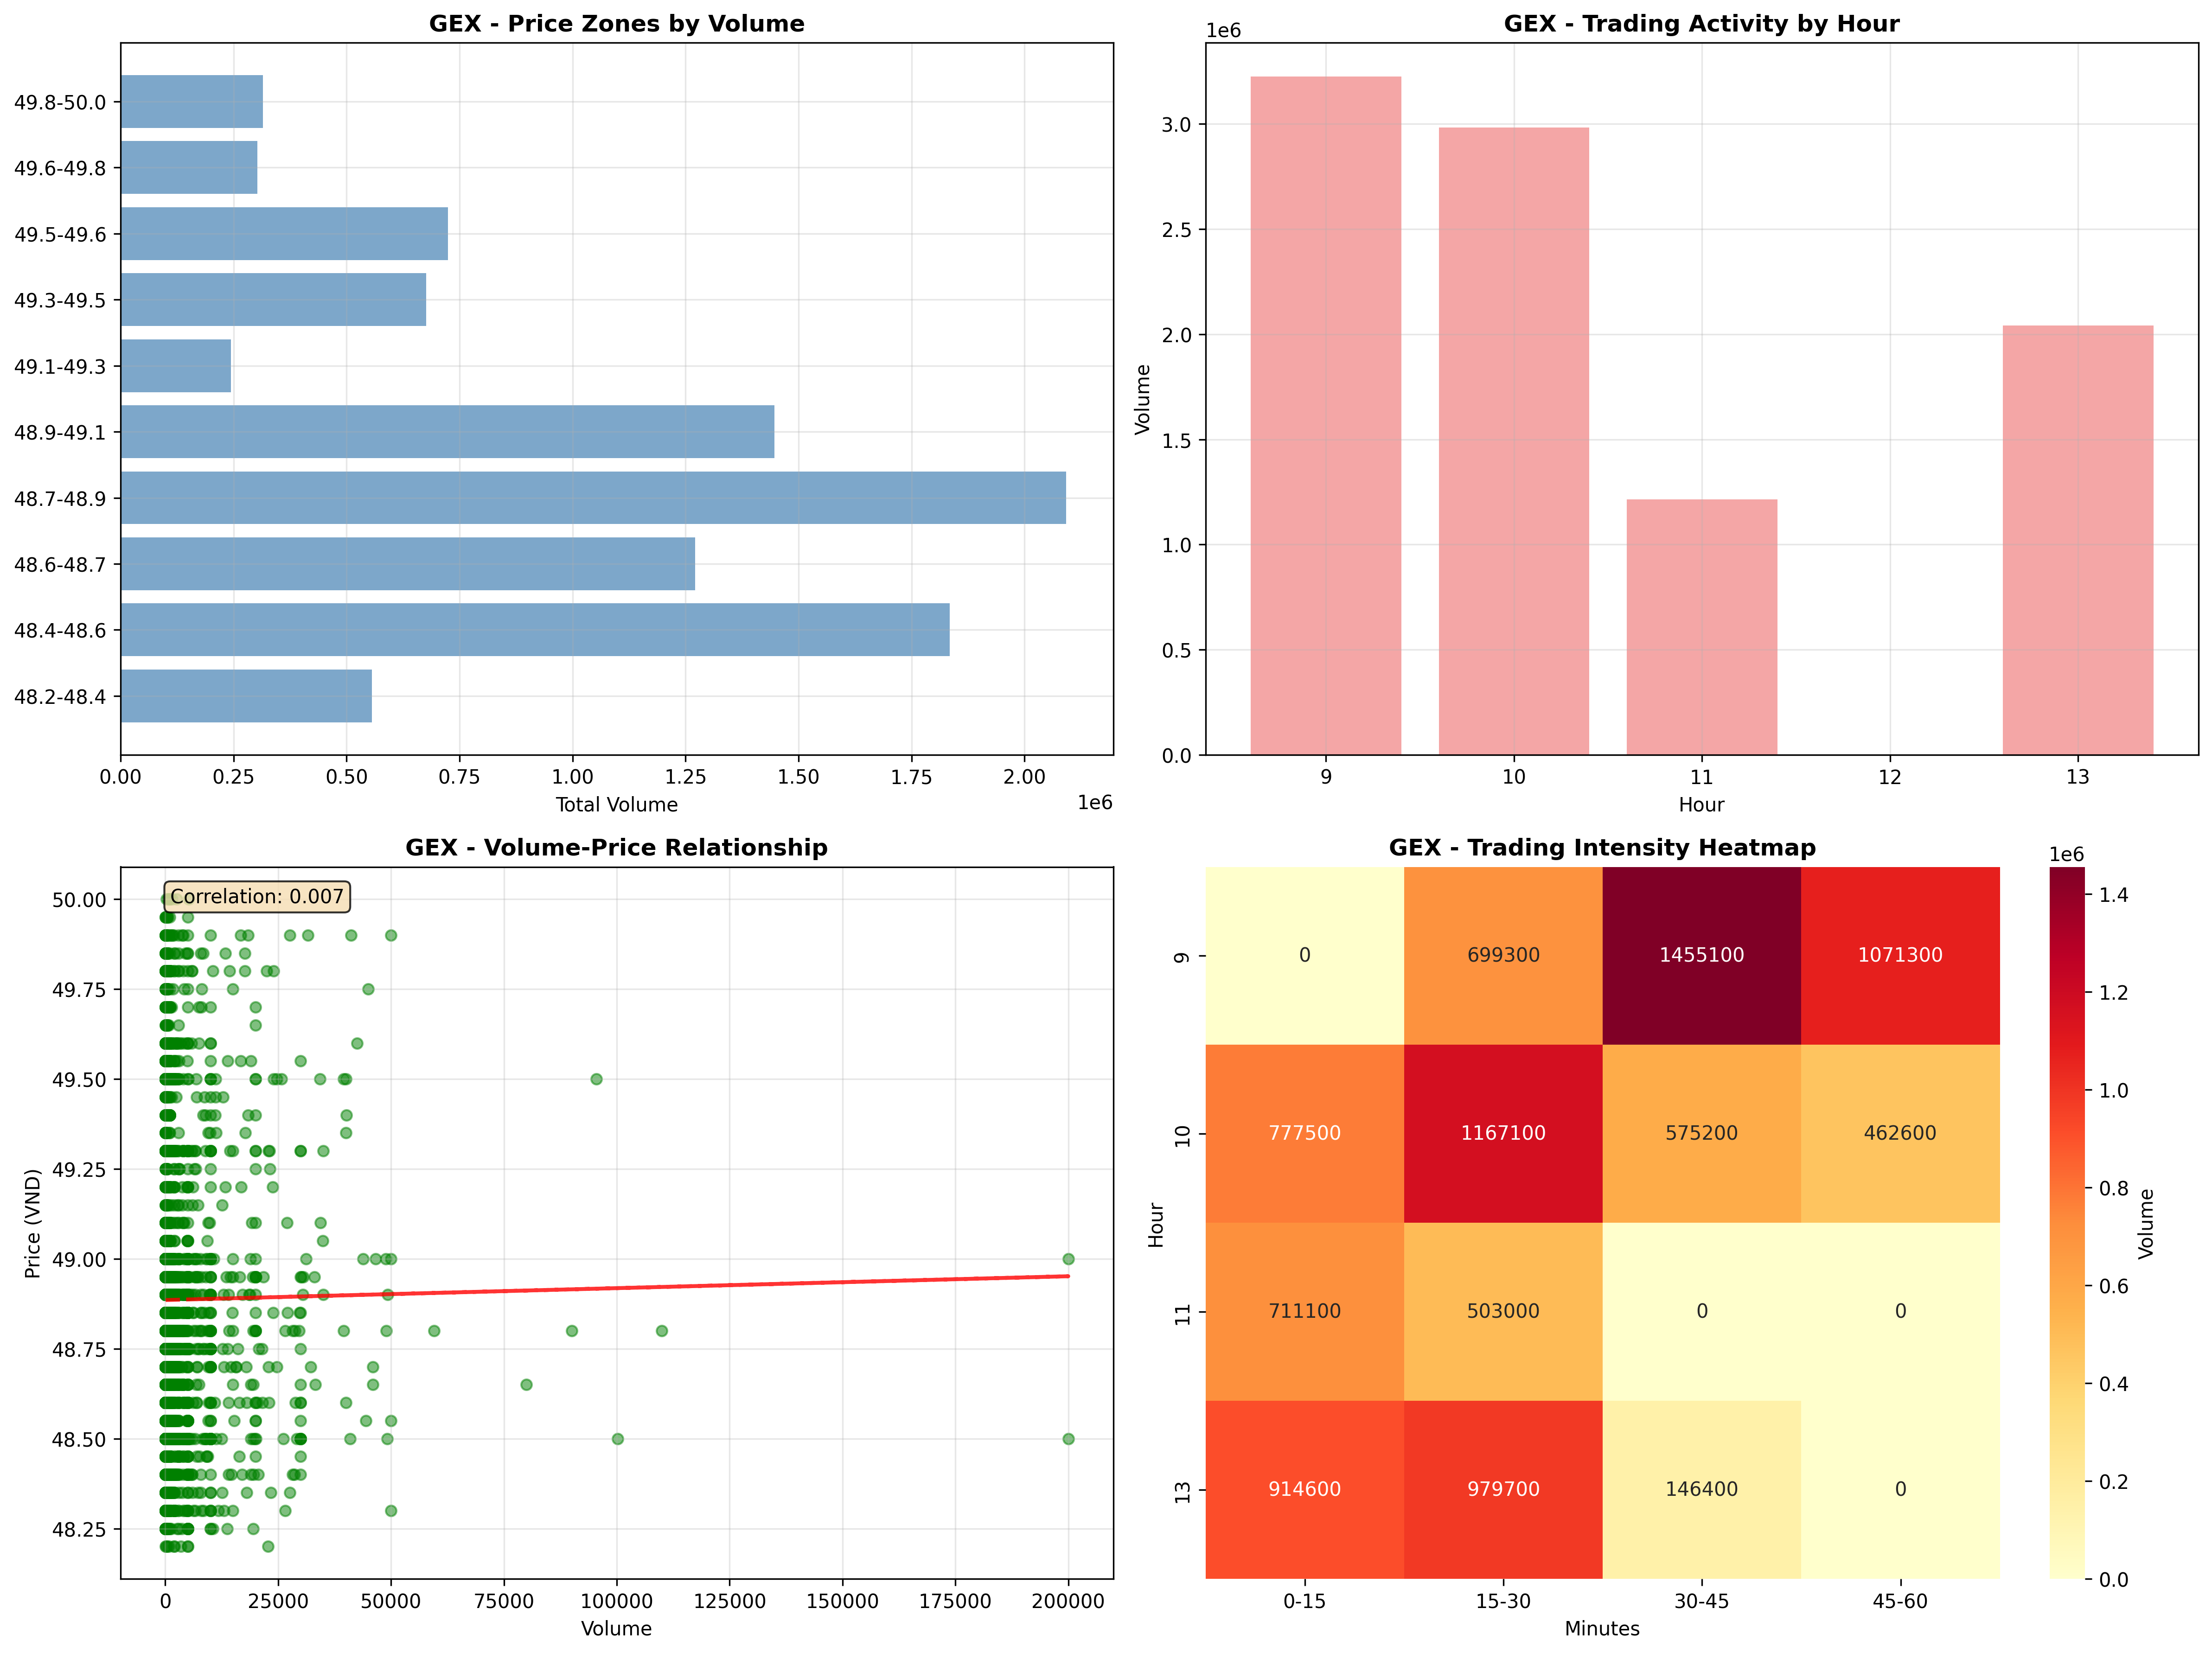 GEX - Price Zones by Volume
49.8-50.0
49.6-49.8
49.5-49.6
49.3-49.5
49.1-49.3
48.9-49.1
48.7-48.9
48.6-48.7
48.4-48.6
48.2-48.4
0.00 0.25 0.50 0.75 1.00 1.25 1.50 1.75 2.00
1e6
Total Volume
GEX - Trading Activity by Hour
1e6
3.0
2.5
2.0
1.5
1.0
0.5
0.0
Volume
9 10 11 12 13
Hour
GEX - Volume-Price Relationship
Correlation: 0.007
50.00
49.75
49.50
49.25
49.00
48.75
48.50
48.25
Price (VND)
0 25000 50000 75000 100000 125000 150000 175000 200000
Volume
GEX - Trading Intensity Heatmap
9 0 699300 1455100 1071300
10 777500 1167100 575200 462600
11 711100 503000 0 0
13 914600 979700 146400 0
Hour
0-15 15-30 30-45 45-60
Minutes
1e6
1.4
1.2
1.0
0.8
0.6
0.4
0.2
0.0
Volume